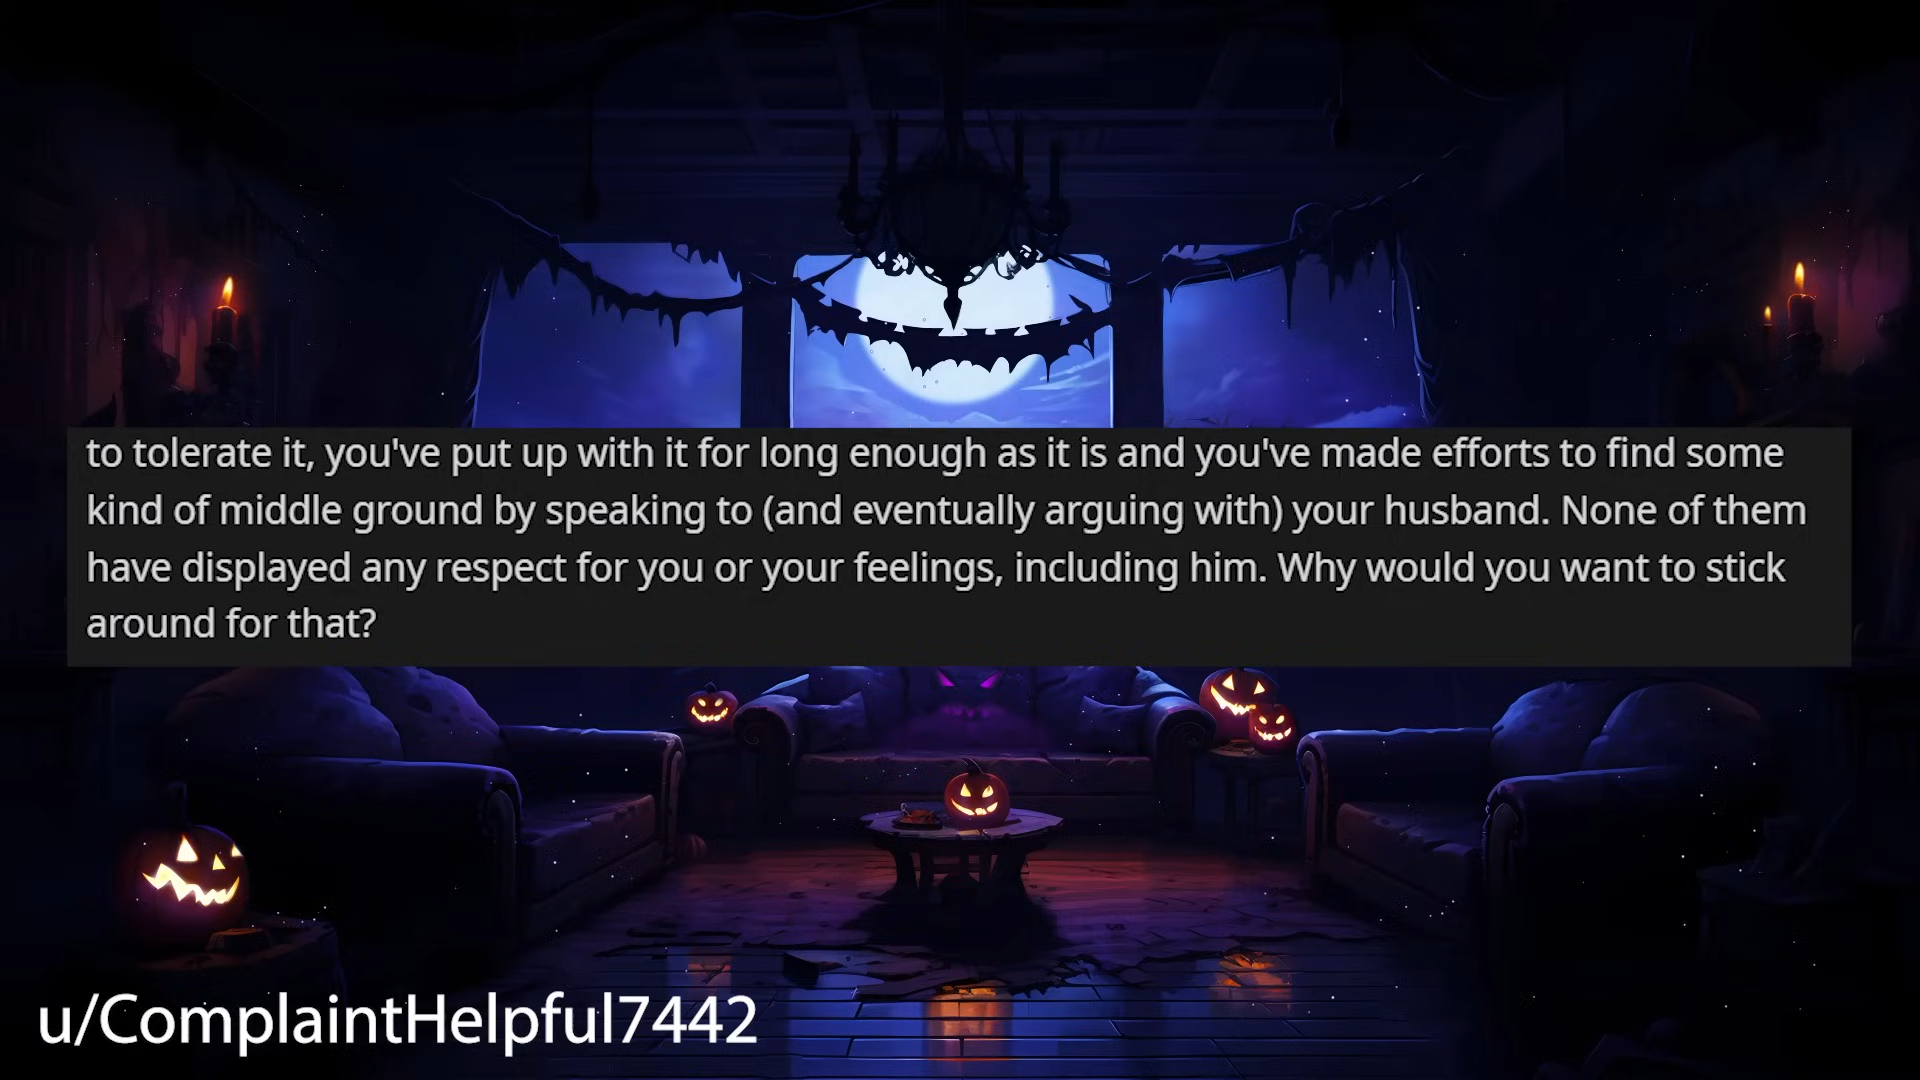 to tolerate it, you've put up with it for long enough as it is and you've made efforts to find some
kind of middle ground by speaking to (and eventually arguing with) your husband. None of them
have displayed any respect for you or your feelings, including him. Why would you want to stick
around for that?
u/ComplaintHelpful7442